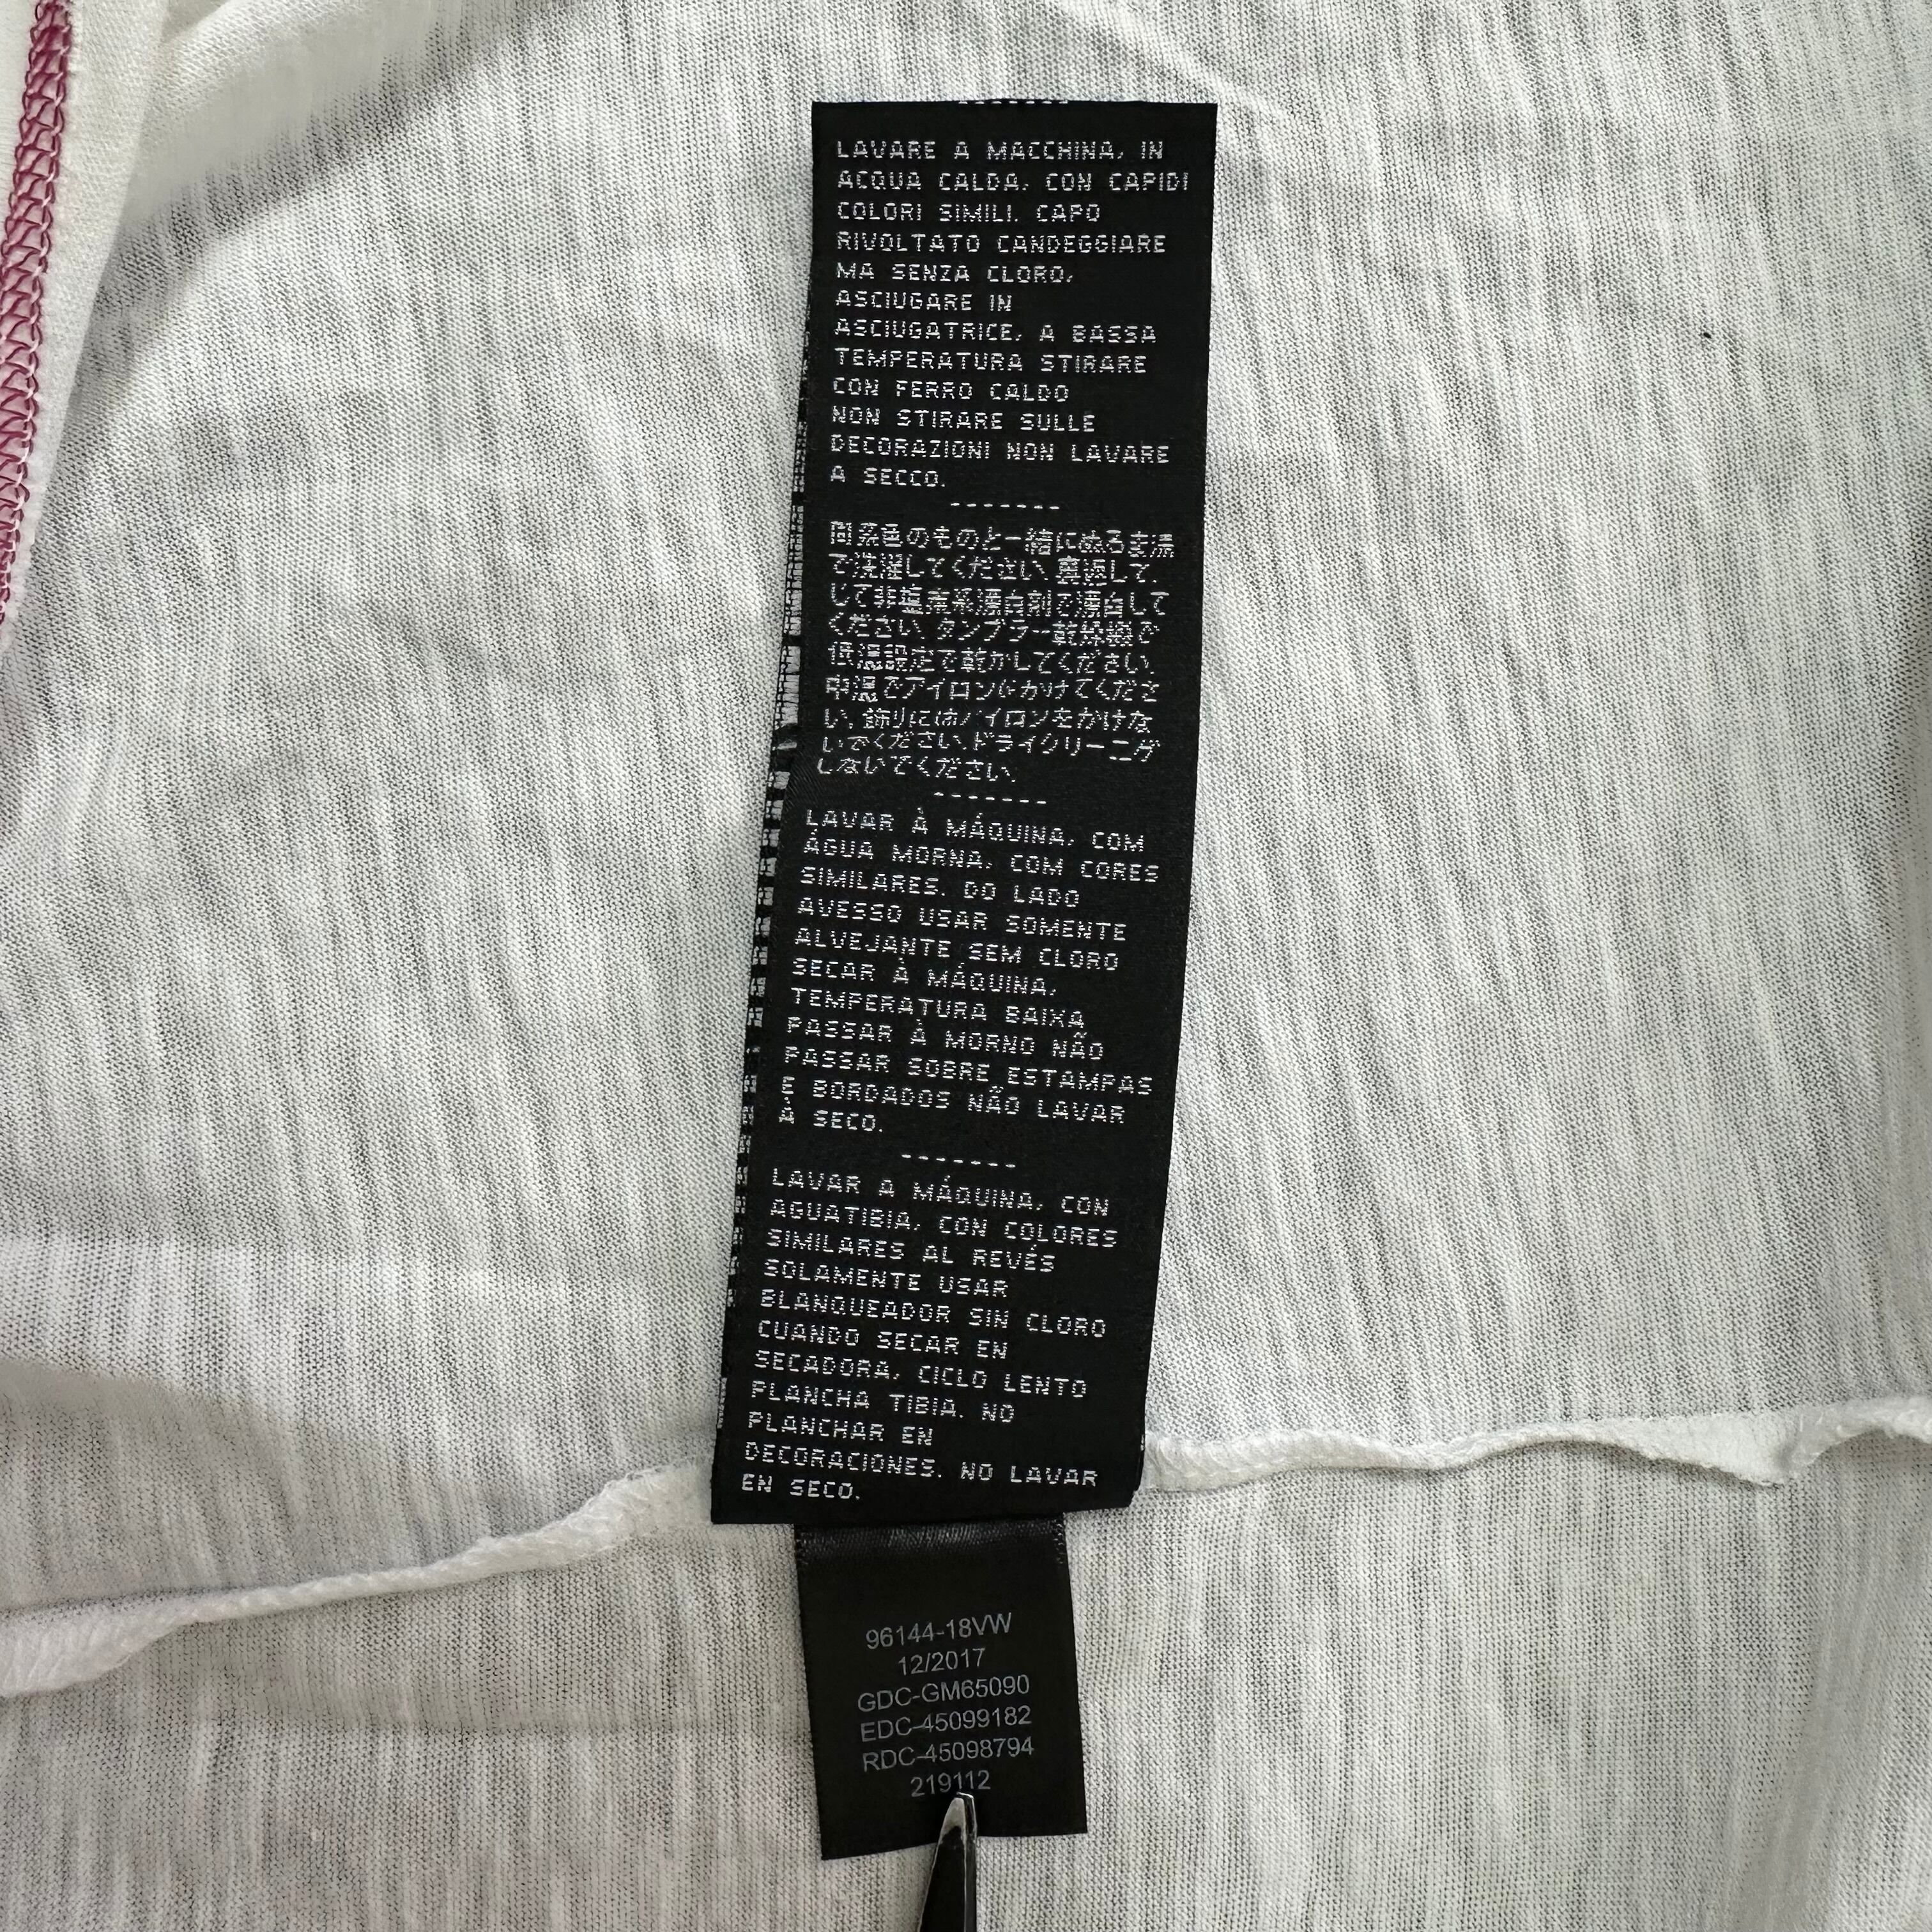 LAVARE A MACCHINA, IN
ACQUA CALDA, CON CAPIDI
COLORI SIMILI. CAPO
RIVOLTATO CANDEGGIARE
MA SENZA CLORO,
ASCIUGARE IN
ASCIUGATRICE, A BASSA
TEMPERATURA STIRARE
CON FERRO CALDO
NON STIRARE SULLE
DECORAZIONI NON LAVARE
A SECCO.
-------
同系色のものと一緒にぬるま湯
で洗濯してください、裏返して、
じて非塩素系漂白剤で漂白して
ください、タンブラー乾燥機で
低温設定で乾かしてください、
中温でアイロンをかけてくださ
い、飾りにはアイロンをかけな
いでください、ドライクリーニング
しないでください、
-------
LAVAR À MÁQUINA, COM
ÁGUA MORNA, COM CORES
SIMILARES. DO LADO
AVESSO USAR SOMENTE
ALVEJANTE SEM CLORO
SECAR À MÁQUINA,
TEMPERATURA BAIXA
PASSAR À MORNO NÃO
PASSAR SOBRE ESTAMPAS
E BORDADOS NÃO LAVAR
À SECO.
-------
LAVAR A MÁQUINA, CON
AGUATIBIA, CON COLORES
SIMILARES AL REVÉS
SOLAMENTE USAR
BLANQUEADOR SIN CLORO
CUANDO SECAR EN
SECADORA, CICLO LENTO
PLANCHA TIBIA. NO
PLANCHAR EN
DECORACIONES. NO LAVAR
EN SECO.
96144-18VW
12/2017
GDC-GM65090
EDC-45099182
RDC-45098794
219112